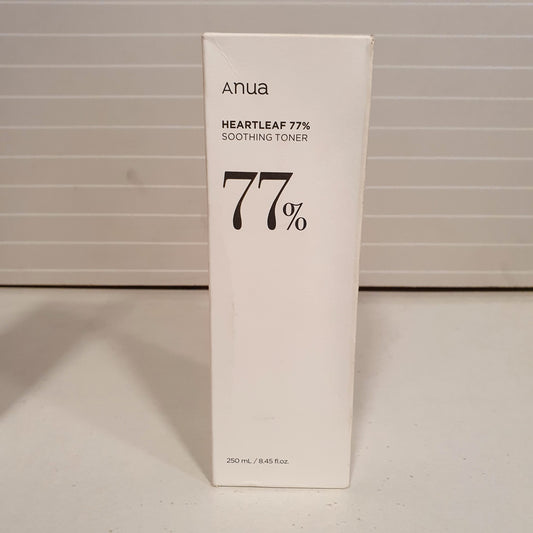 Anua
HEARTLEAF 77%
SOOTHING TONER
77%
250 mL / 8.45 fl.oz.